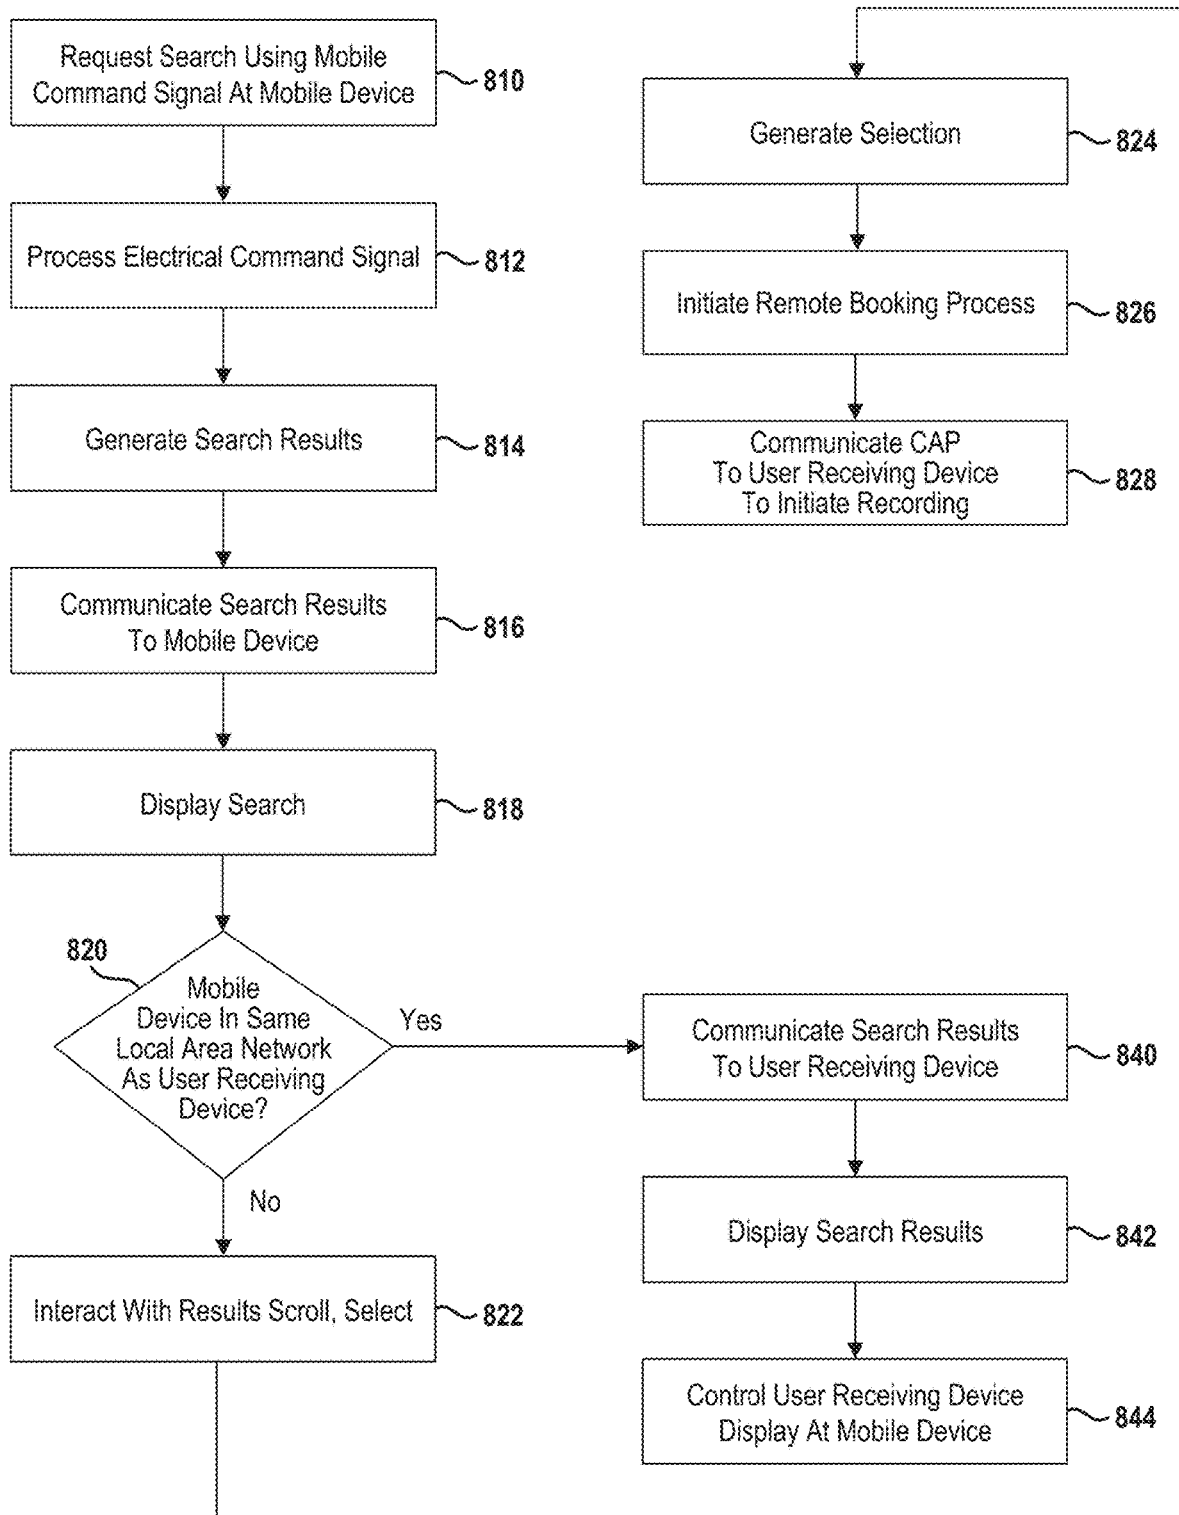 Request Search Using Mobile
Command Signal At Mobile Device
810
Process Electrical Command Signal
812
Generate Search Results
814
Communicate Search Results
To Mobile Device
816
Display Search
818
820
Mobile
Device In Same
Local Area Network
As User Receiving
Device?
Yes
No
Interact With Results Scroll, Select
822
Generate Selection
824
Initiate Remote Booking Process
826
Communicate CAP
To User Receiving Device
To Initiate Recording
828
Communicate Search Results
To User Receiving Device
840
Display Search Results
842
Control User Receiving Device
Display At Mobile Device
844